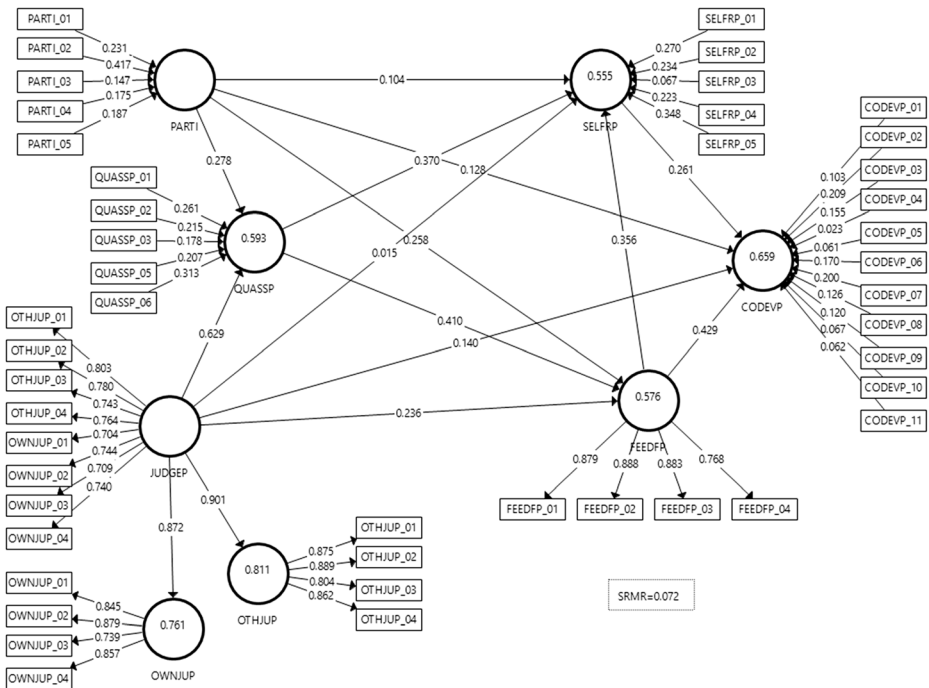 PARTI_01
PARTI_02
PARTI_03
PARTI_04
PARTI_05
0.231
0.417
0.147
0.175
0.187
PARTI
0.104
0.278
0.258
0.128
SELFRP_01
SELFRP_02
SELFRP_03
SELFRP_04
SELFRP_05
0.270
0.234
0.067
0.223
0.348
0.555
SELFRP
0.261
QUASSP_01
QUASSP_02
QUASSP_03
QUASSP_05
QUASSP_06
0.261
0.215
0.178
0.207
0.313
0.593
QUASSP
0.370
0.410
0.015
0.356
0.629
0.140
0.236
CODEVP_01
CODEVP_02
CODEVP_03
CODEVP_04
CODEVP_05
CODEVP_06
CODEVP_07
CODEVP_08
CODEVP_09
CODEVP_10
CODEVP_11
0.103
0.209
0.155
0.023
0.061
0.170
0.200
0.126
0.120
0.067
0.062
0.659
CODEVP
0.429
OTHJUP_01
OTHJUP_02
OTHJUP_03
OTHJUP_04
OWNJUP_01
OWNJUP_02
OWNJUP_03
OWNJUP_04
0.803
0.780
0.743
0.764
0.704
0.744
0.709
0.740
JUDGEP
0.576
FEEDFP
0.879
0.888
0.883
0.768
FEEDFP_01
FEEDFP_02
FEEDFP_03
FEEDFP_04
0.872
0.901
0.811
OTHJUP
0.875
0.889
0.804
0.862
OTHJUP_01
OTHJUP_02
OTHJUP_03
OTHJUP_04
OWNJUP_01
OWNJUP_02
OWNJUP_03
OWNJUP_04
0.845
0.879
0.739
0.857
0.761
OWNJUP
SRMR=0.072